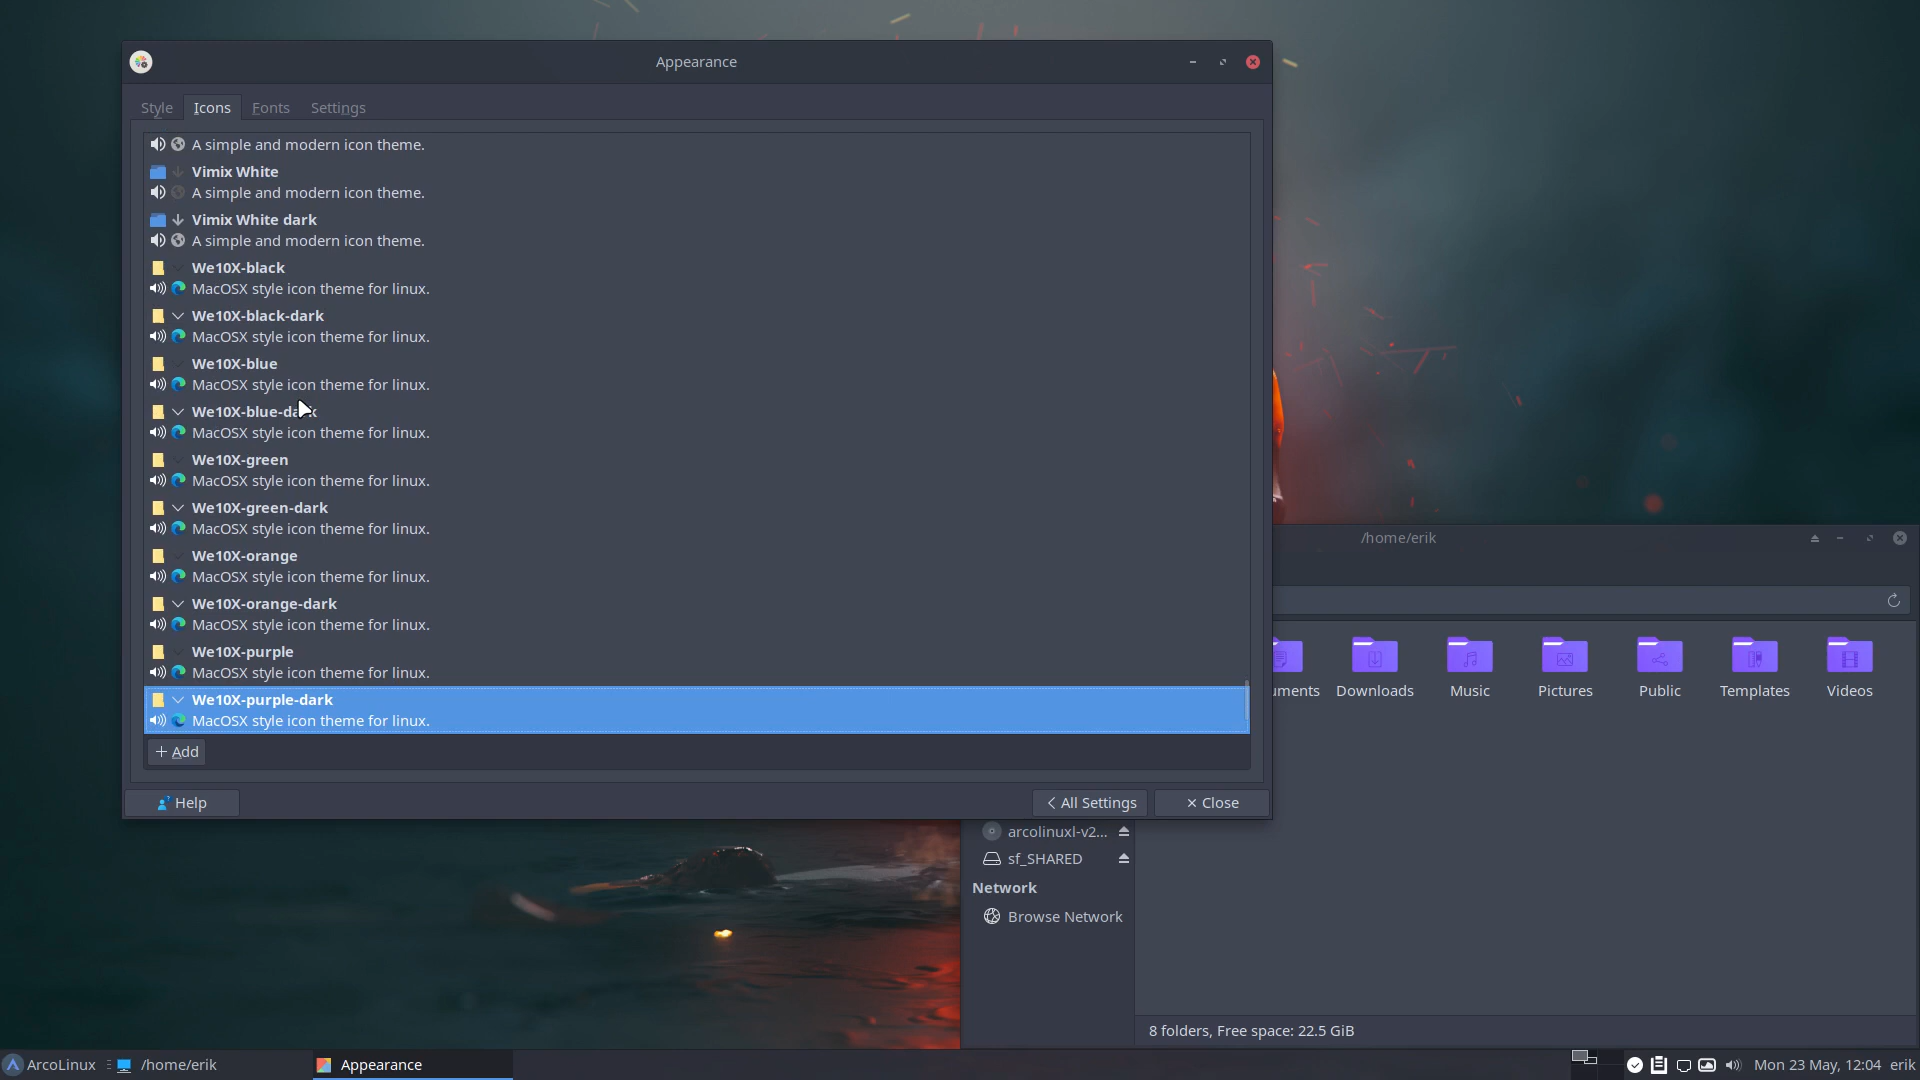 Appearance
Style
Icons
Fonts
Settings
A simple and modern icon theme.
Vimix White
A simple and modern icon theme.
Vimix White dark
A simple and modern icon theme.
We10X-black
MacOSX style icon theme for linux.
We10X-black-dark
MacOSX style icon theme for linux.
We10X-blue
MacOSX style icon theme for linux.
We10X-blue-dark
MacOSX style icon theme for linux.
We10X-green
MacOSX style icon theme for linux.
We10X-green-dark
MacOSX style icon theme for linux.
We10X-orange
MacOSX style icon theme for linux.
We10X-orange-dark
MacOSX style icon theme for linux.
We10X-purple
MacOSX style icon theme for linux.
We10X-purple-dark
MacOSX style icon theme for linux.
Add
Help
All Settings
Close
/home/erik
uments
Downloads
Music
Pictures
Public
Templates
Videos
arcolinuxl-v2...
sf_SHARED
Network
Browse Network
8 folders, Free space: 22.5 GiB
ArcoLinux
/home/erik
Appearance
Mon 23 May, 12:04
erik